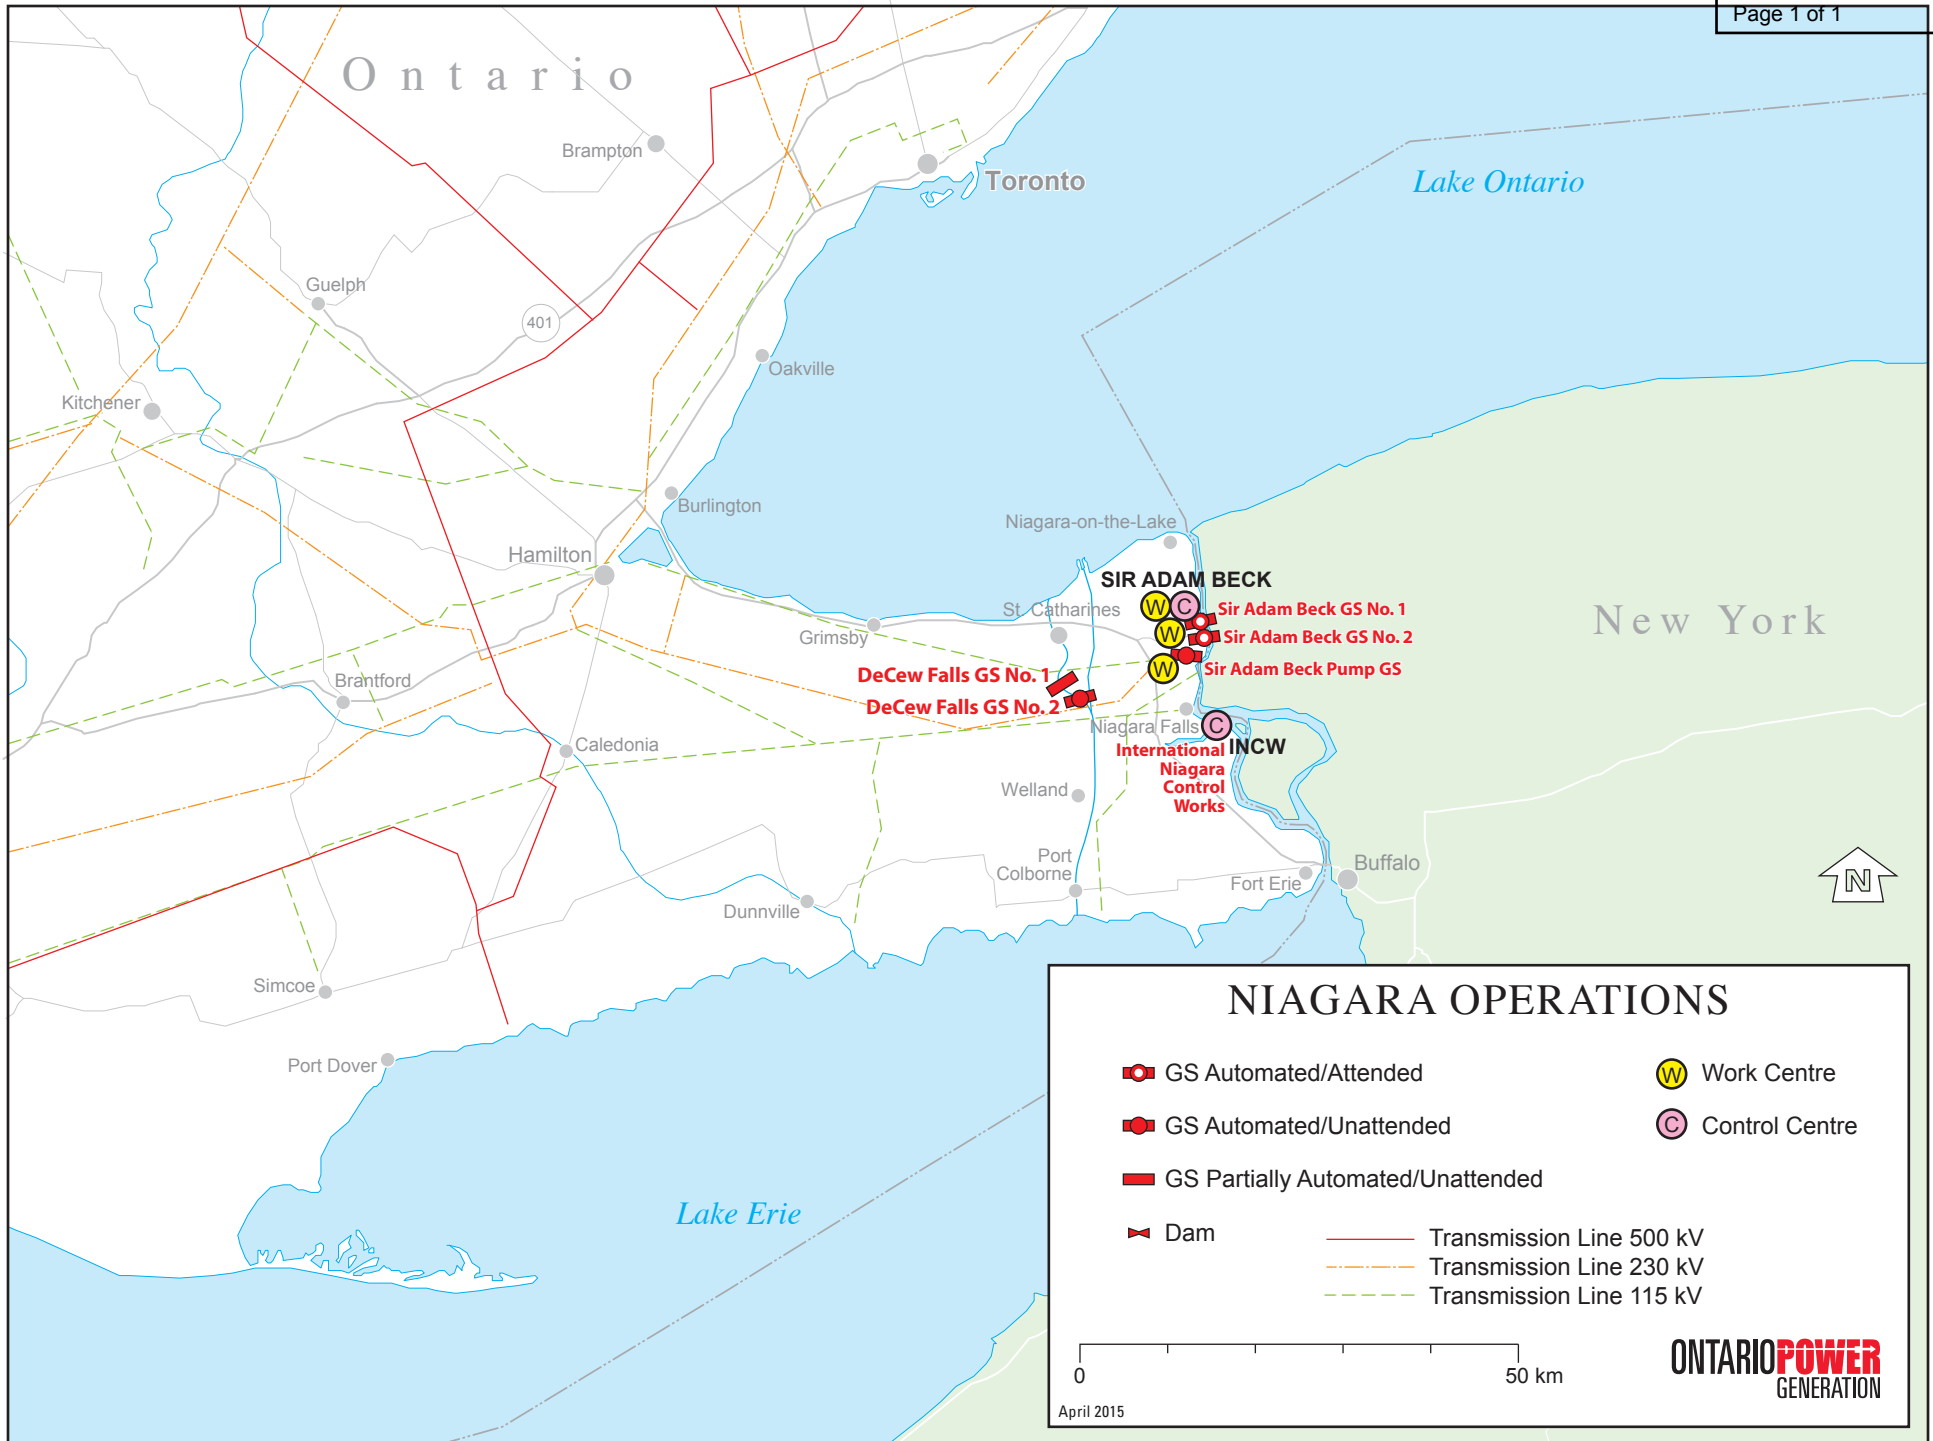 Page 1 of 1
Ontario
Brampton
Toronto
Lake Ontario
Guelph
401
Oakville
Kitchener
Burlington
Niagara-on-the-Lake
Hamilton
SIR ADAM BECK
St. Catharines
W
C
Sir Adam Beck GS No. 1
New York
Grimsby
W
Sir Adam Beck GS No. 2
W
Sir Adam Beck Pump GS
DeCew Falls GS No. 1
Brantford
DeCew Falls GS No. 2
Niagara Falls
C
Caledonia
INCW
International
Niagara
Control
Works
Welland
Port
Colborne
Buffalo
Fort Erie
N
Dunnville
Simcoe
Port Dover
Lake Erie
NIAGARA OPERATIONS
GS Automated/Attended
W Work Centre
GS Automated/Unattended
C Control Centre
GS Partially Automated/Unattended
Dam
Transmission Line 500 kV
Transmission Line 230 kV
Transmission Line 115 kV
0
50 km
ONTARIOPOWER
GENERATION
April 2015